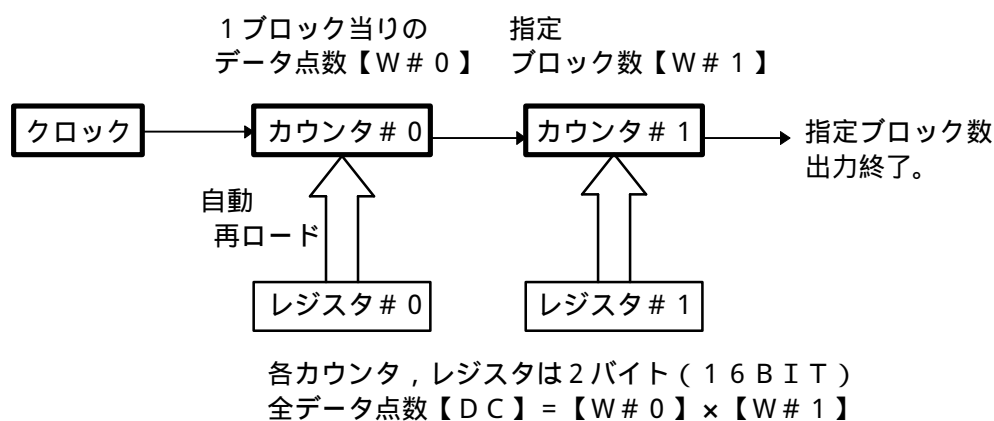 １ブロック当りの
データ点数【Ｗ＃０】
指定
ブロック数【Ｗ＃１】
クロック
カウンタ＃０
カウンタ＃１
指定ブロック数
出力終了。
自動
再ロード
レジスタ＃０
レジスタ＃１
各カウンタ，レジスタは２バイト（１６ＢＩＴ）
全データ点数【ＤＣ】＝【Ｗ＃０】×【Ｗ＃１】